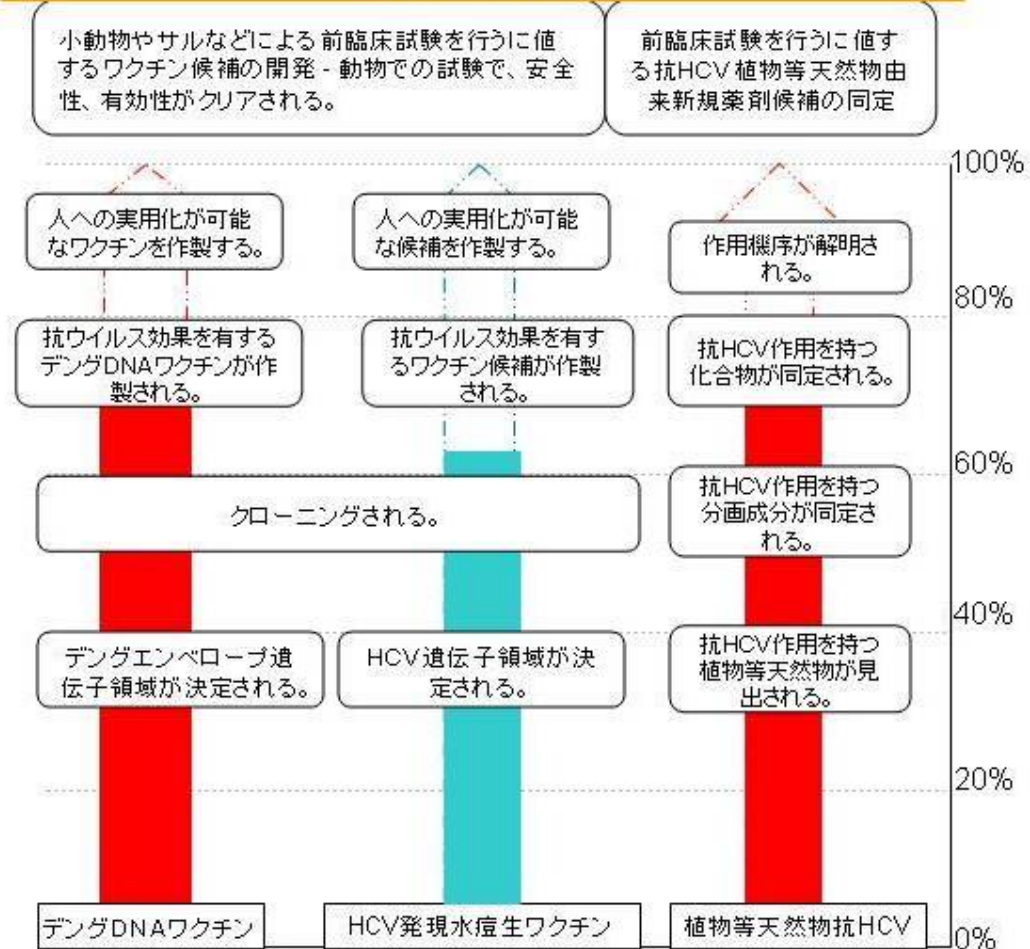 小動物やサルなどによる前臨床試験を行うに値
するワクチン候補の開発 - 動物での試験で、安全
性、有効性がクリアされる。
前臨床試験を行うに値す
る抗HCV植物等天然物由
来新規薬剤候補の同定
100%
人への実用化が可能
なワクチンを作製する。
人への実用化が可能
な候補を作製する。
作用機序が解明さ
れる。
80%
抗ウイルス効果を有する
デングDNAワクチンが作
製される。
抗ウイルス効果を有す
るワクチン候補が作製
される。
抗HCV作用を持つ
化合物が同定される。
60%
クローニングされる。
抗HCV作用を持つ
分画成分が同定さ
れる。
40%
デングエンベロープ遺
伝子領域が決定される。
HCV遺伝子領域が決
定される。
抗HCV作用を持つ
植物等天然物が見
出される。
20%
デングDNAワクチン
HCV発現水痘生ワクチン
植物等天然物抗HCV
0%